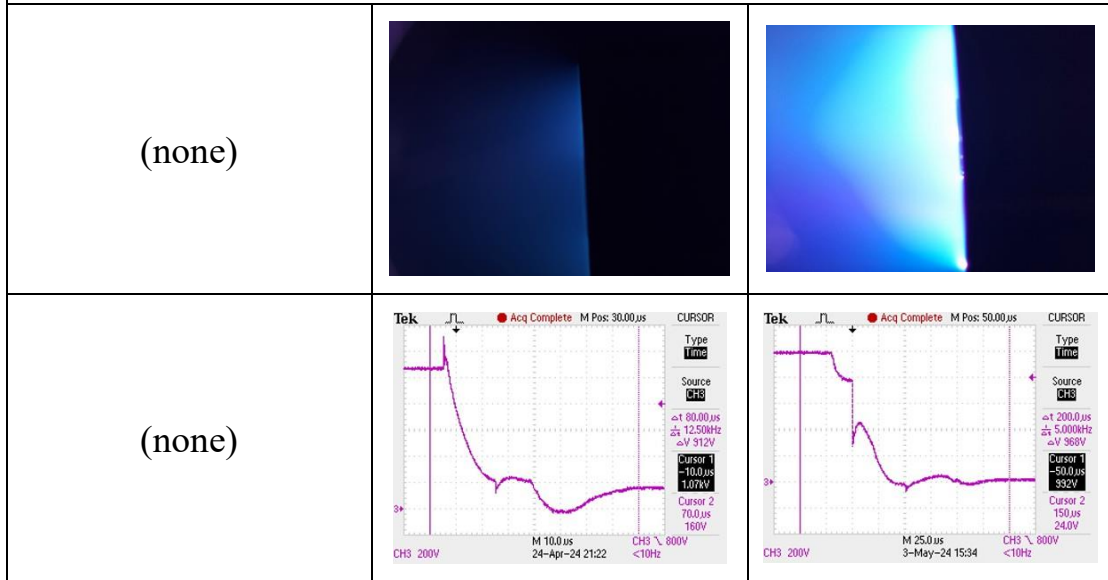 (none)
(none)
Tek Acq Complete M Pos: 30.00µs CURSOR
Type
Time
Source
CH3
Δt 80.00µs
1/Δt 12.50kHz
ΔV 912V
Cursor 1
-10.0µs
1.07kV
Cursor 2
70.0µs
160V
3
M 10.0µs CH3 \ 800V
CH3 200V 24-Apr-24 21:22 <10Hz
Tek Acq Complete M Pos: 50.00µs CURSOR
Type
Time
Source
CH3
Δt 200.0µs
1/Δt 5.000kHz
ΔV 968V
Cursor 1
-50.0µs
992V
Cursor 2
150µs
24.0V
3
M 25.0µs CH3 \ 800V
CH3 200V 3-May-24 15:34 <10Hz